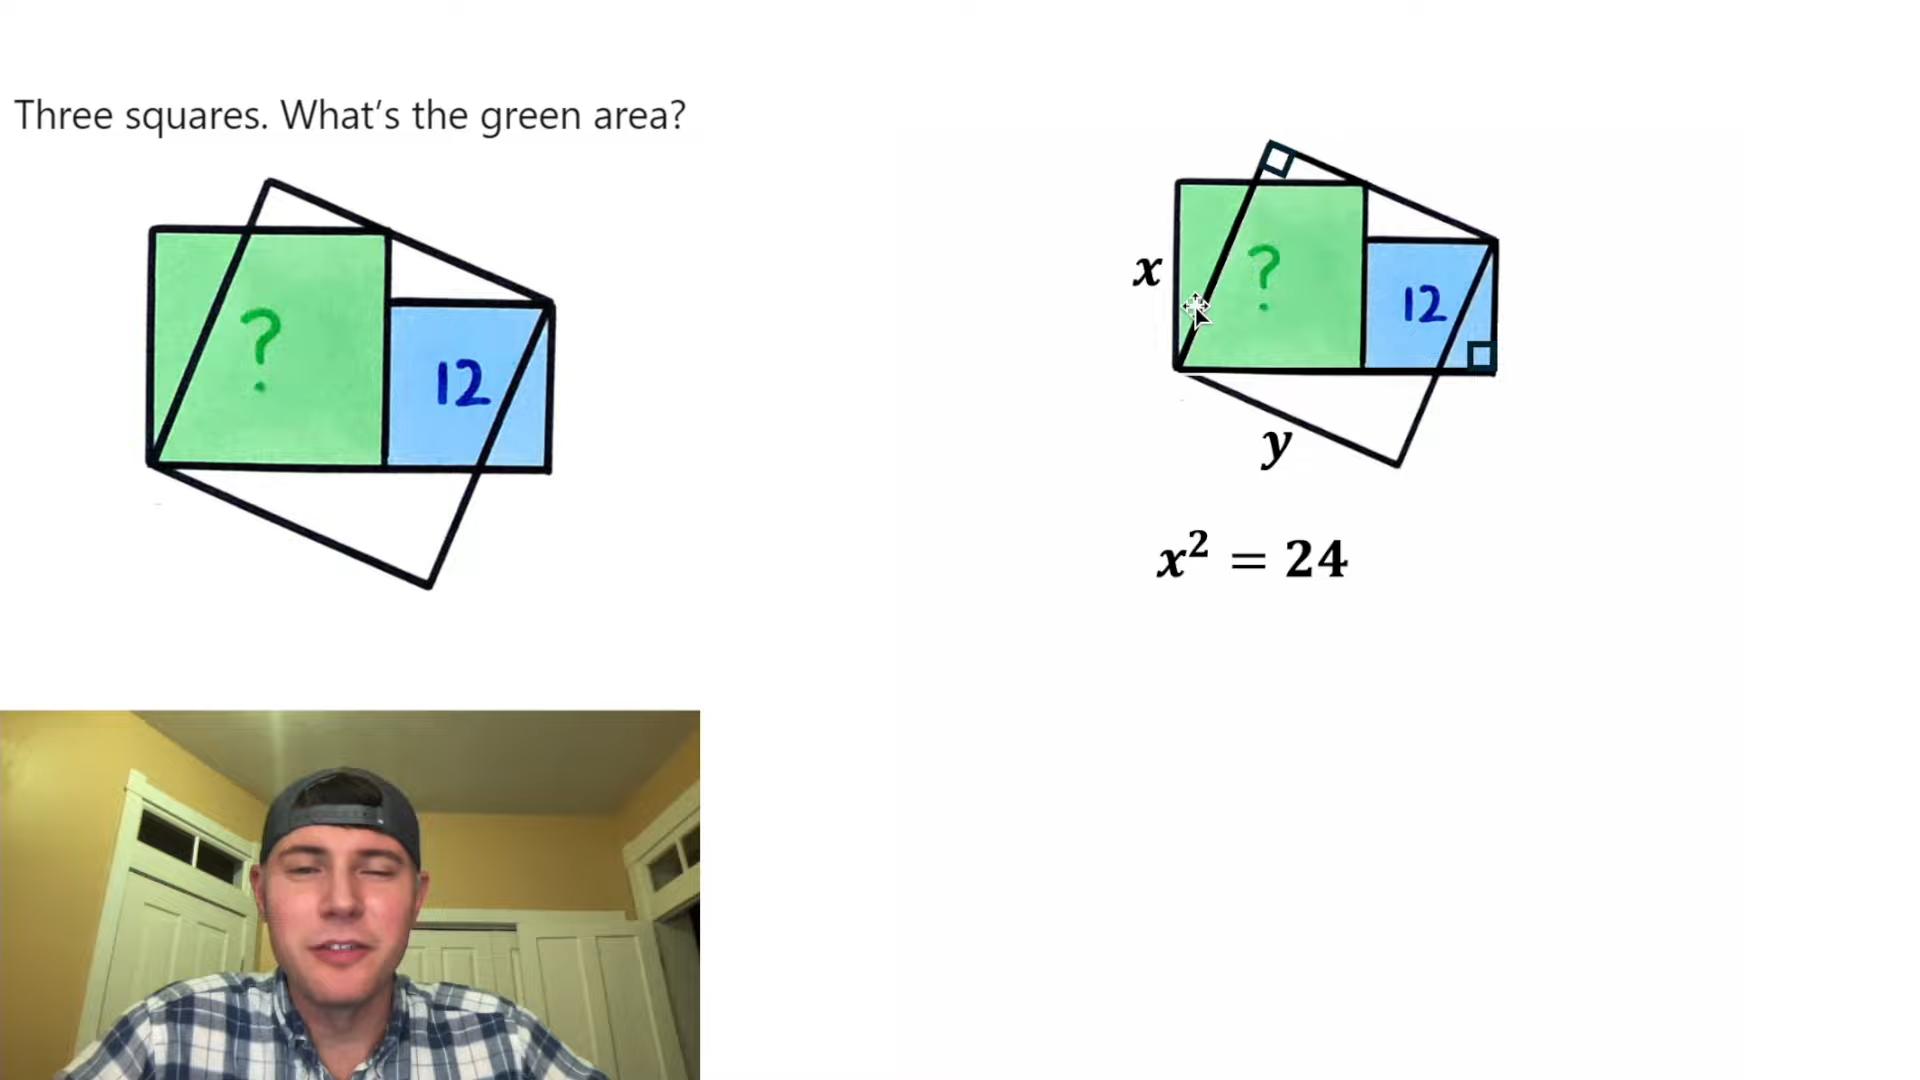 Three squares. What’s the green area?
?
12
x
?
12
y
x² = 24